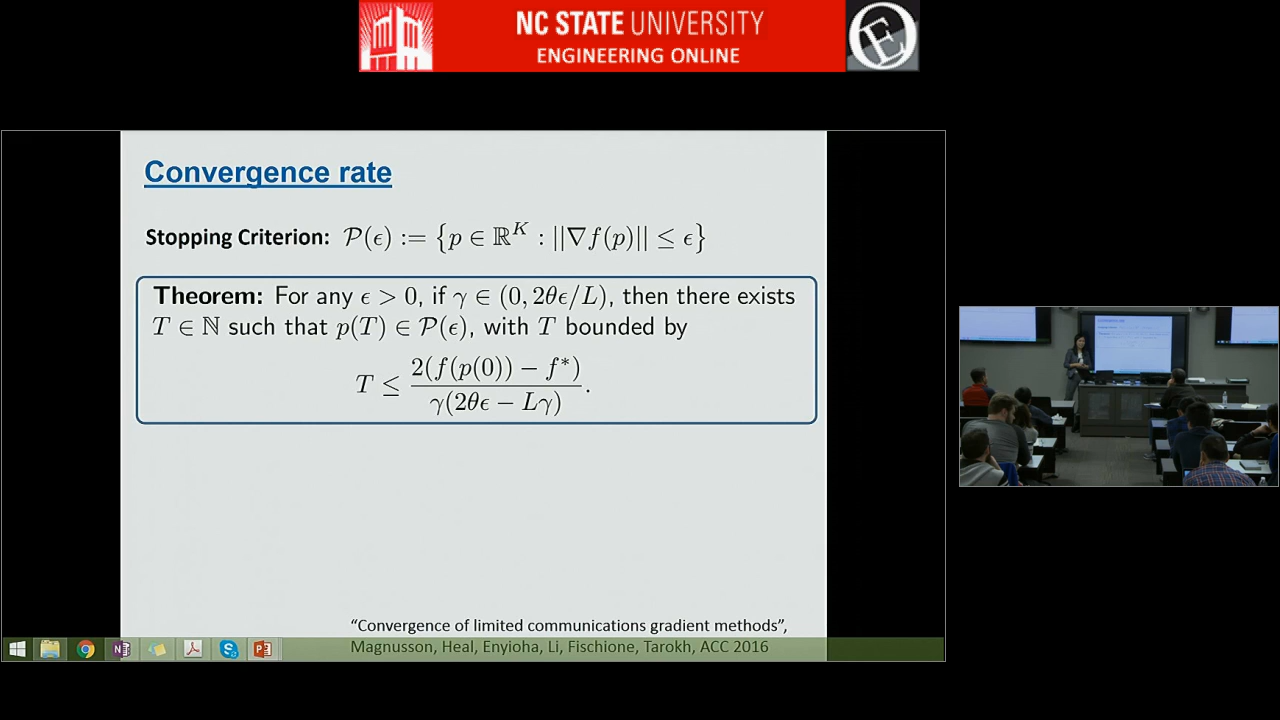 NC STATE UNIVERSITY
ENGINEERING ONLINE
Convergence rate
Stopping Criterion: 𝒫(ϵ) := {p ∈ ℝ^K : ||∇f(p)|| ≤ ϵ}
Theorem: For any ϵ > 0, if γ ∈ (0, 2θϵ/L), then there exists
T ∈ ℕ such that p(T) ∈ 𝒫(ϵ), with T bounded by
T ≤ 2(f(p(0)) − f*) / γ(2θϵ − Lγ).
“Convergence of limited communications gradient methods”,
Magnusson, Heal, Enyioha, Li, Fischione, Tarokh, ACC 2016